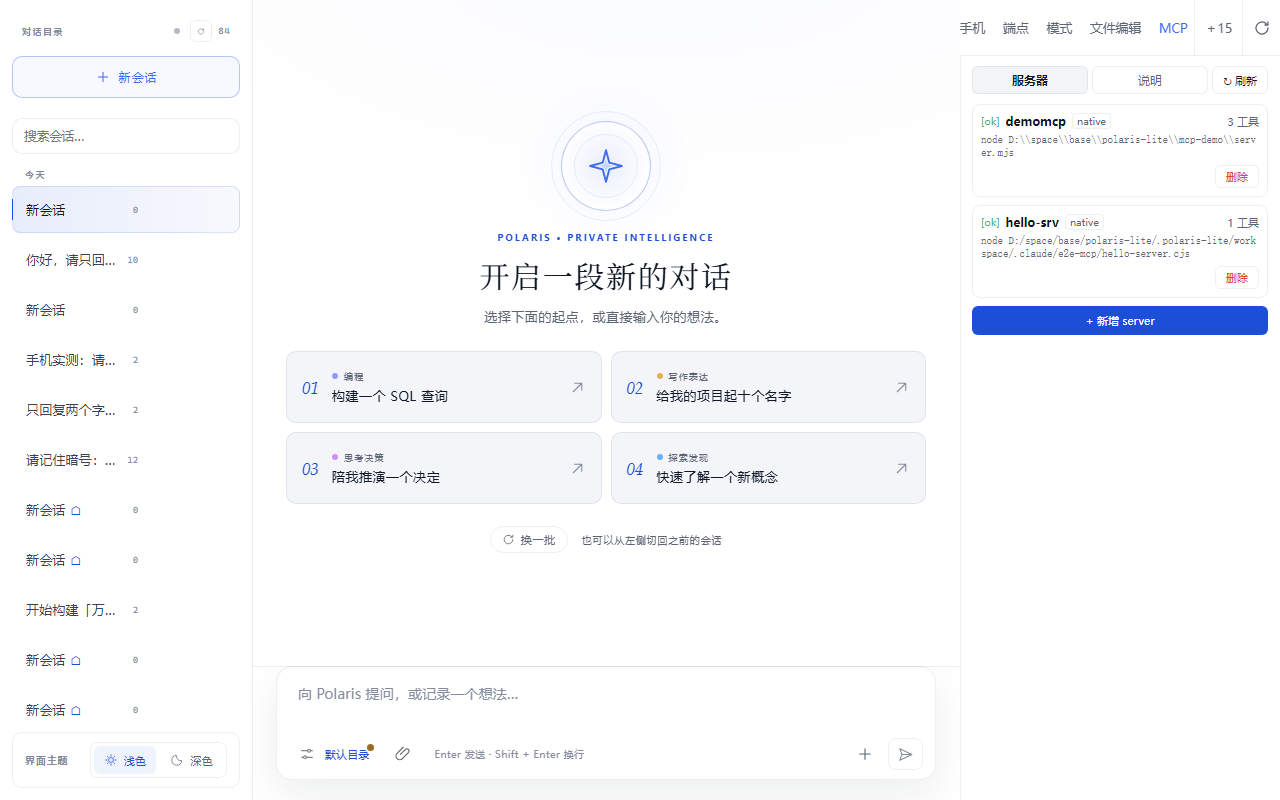 对话目录
84
新会话
搜索会话...
今天
新会话 0
你好，请只回... 10
新会话 0
手机实测：请... 2
只回复两个字... 2
请记住暗号：... 12
新会话 0
新会话 0
开始构建「万... 2
新会话 0
新会话 0
界面主题
浅色
深色
POLARIS • PRIVATE INTELLIGENCE
开启一段新的对话
选择下面的起点，或直接输入你的想法。
01
编程
构建一个 SQL 查询
02
写作表达
给我的项目起十个名字
03
思考决策
陪我推演一个决定
04
探索发现
快速了解一个新概念
换一批
也可以从左侧切回之前的会话
向 Polaris 提问，或记录一个想法...
默认目录
Enter 发送 · Shift + Enter 换行
手机 端点 模式 文件编辑 MCP +15
服务器
说明
↻ 刷新
[ok] demomcp native 3 工具
node D:\\space\\base\\polaris-lite\\mcp-demo\\serv
er.mjs
删除
[ok] hello-srv native 1 工具
node D:/space/base/polaris-lite/.polaris-lite/work
space/.claude/e2e-mcp/hello-server.cjs
删除
+ 新增 server